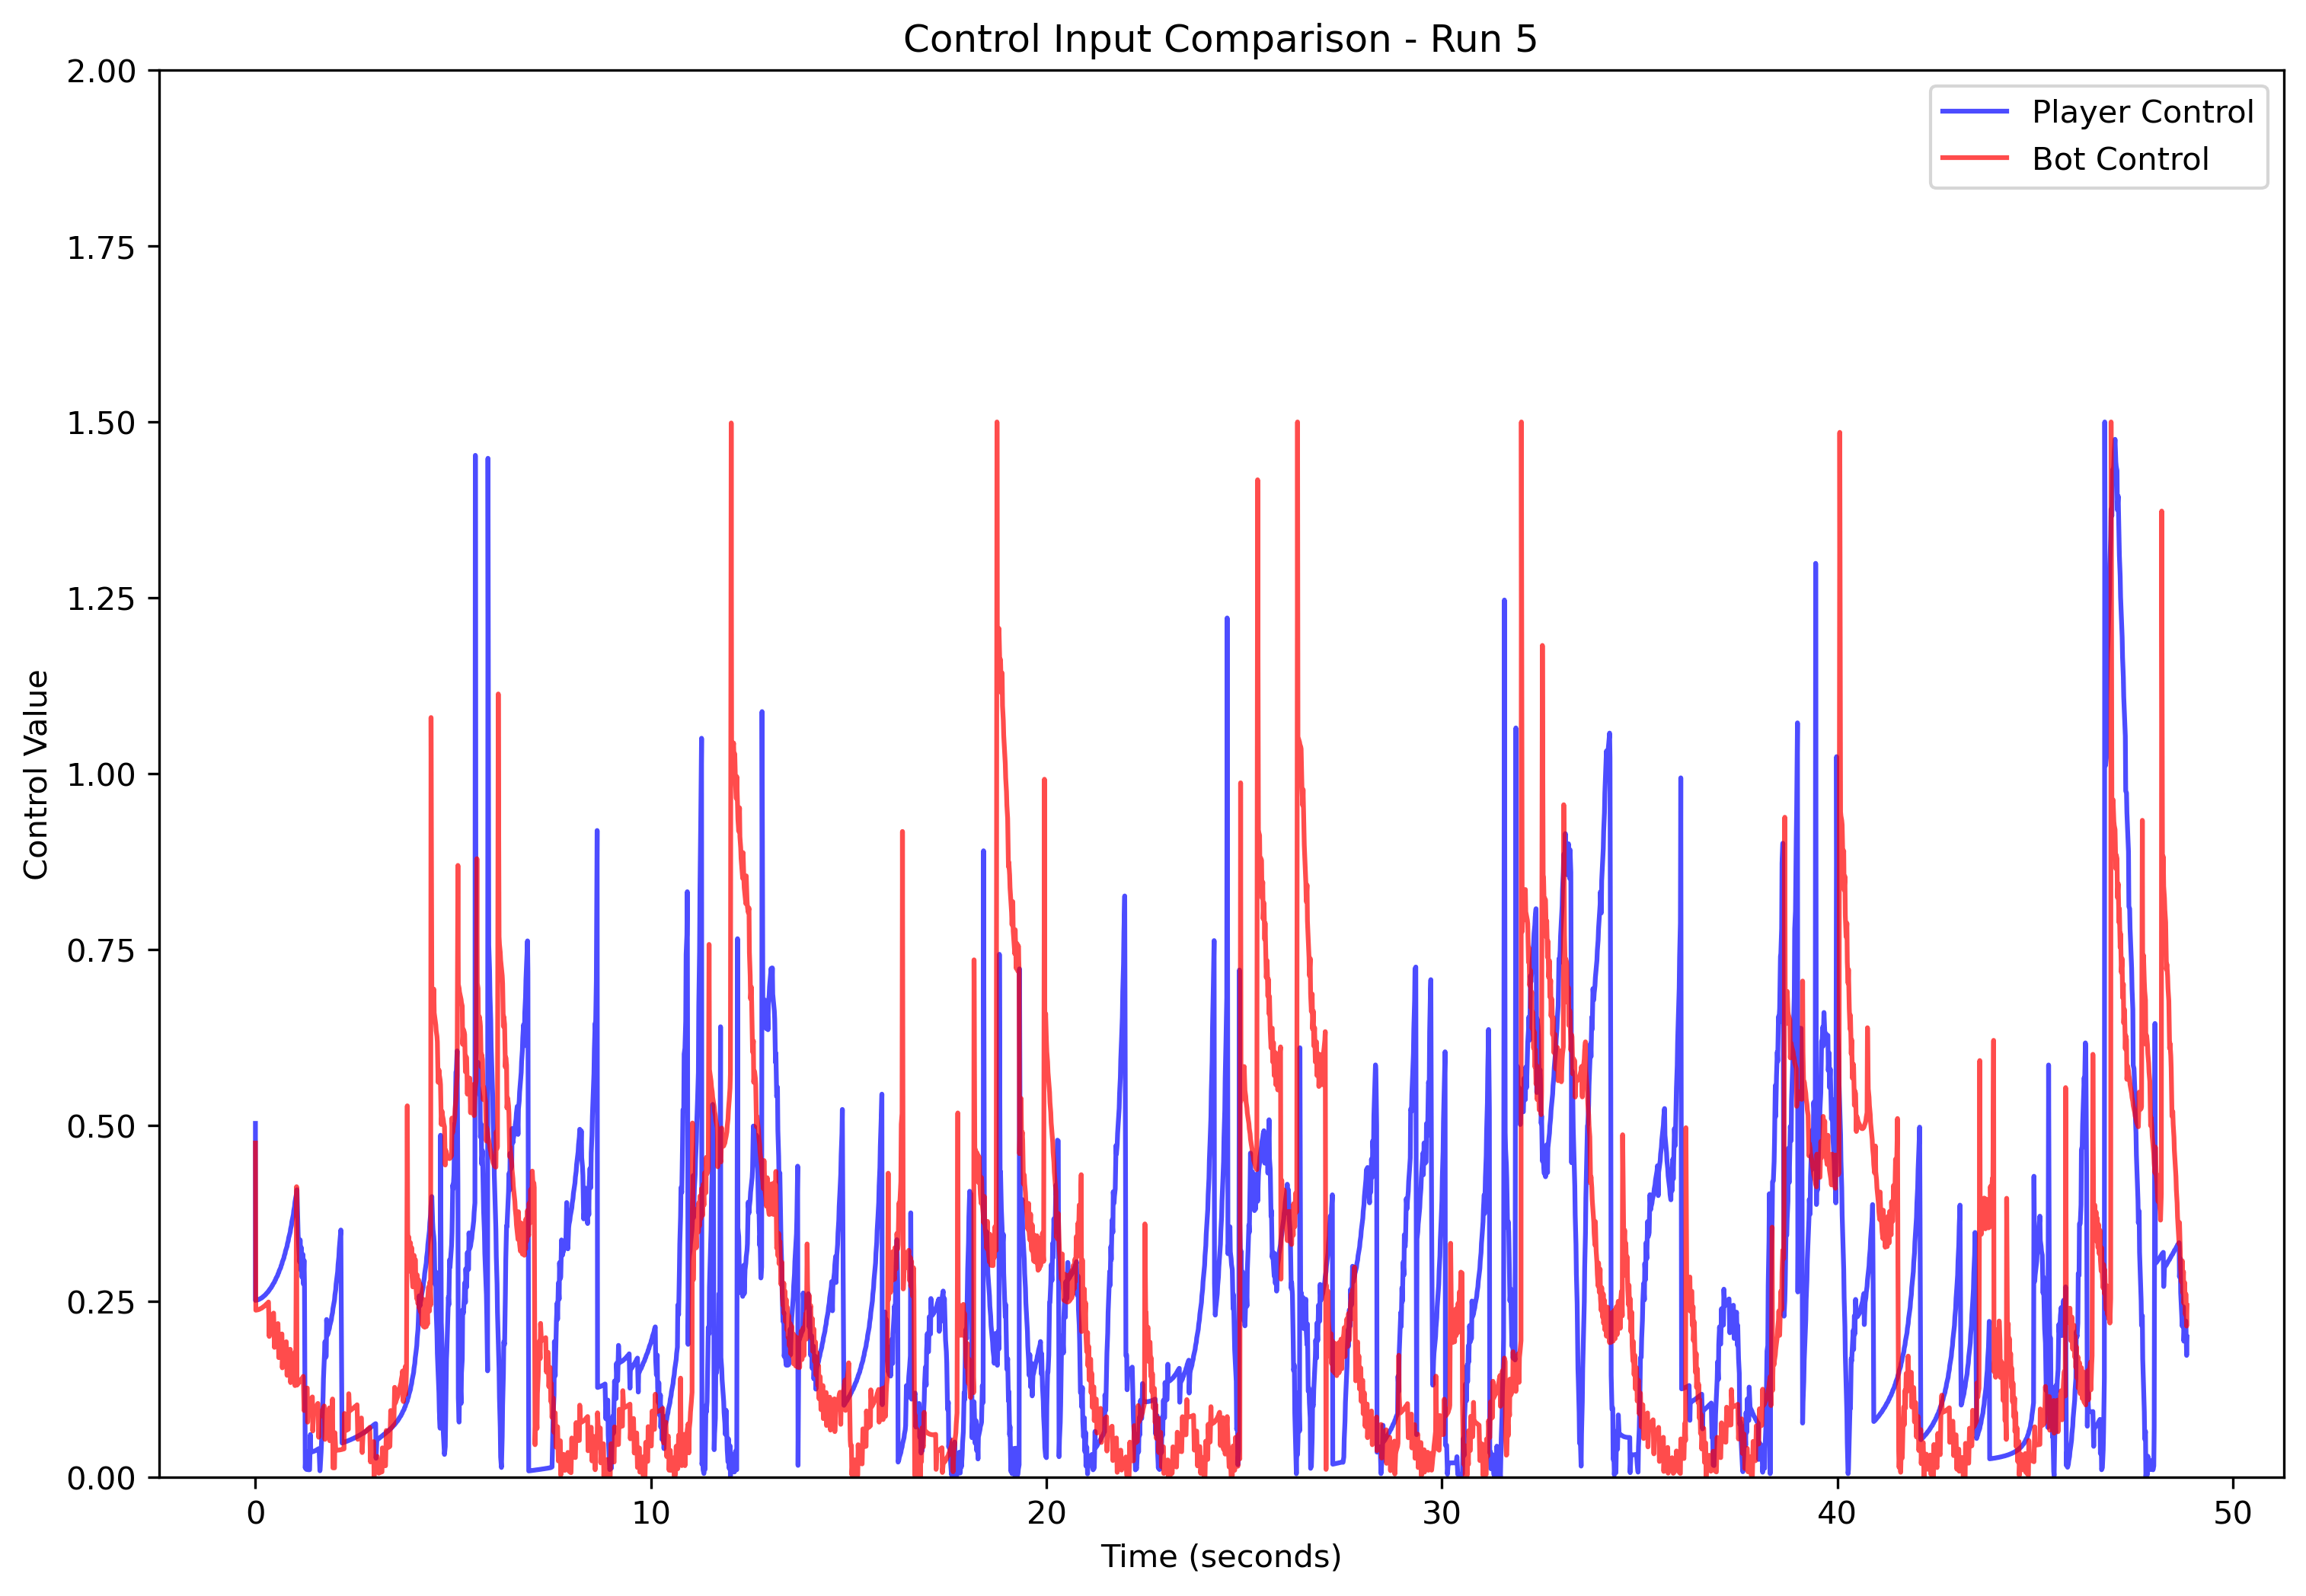 Control Input Comparison - Run 5
2.00
1.75
1.50
1.25
1.00
0.75
0.50
0.25
0.00
Control Value
Player Control
Bot Control
0 10 20 30 40 50
Time (seconds)